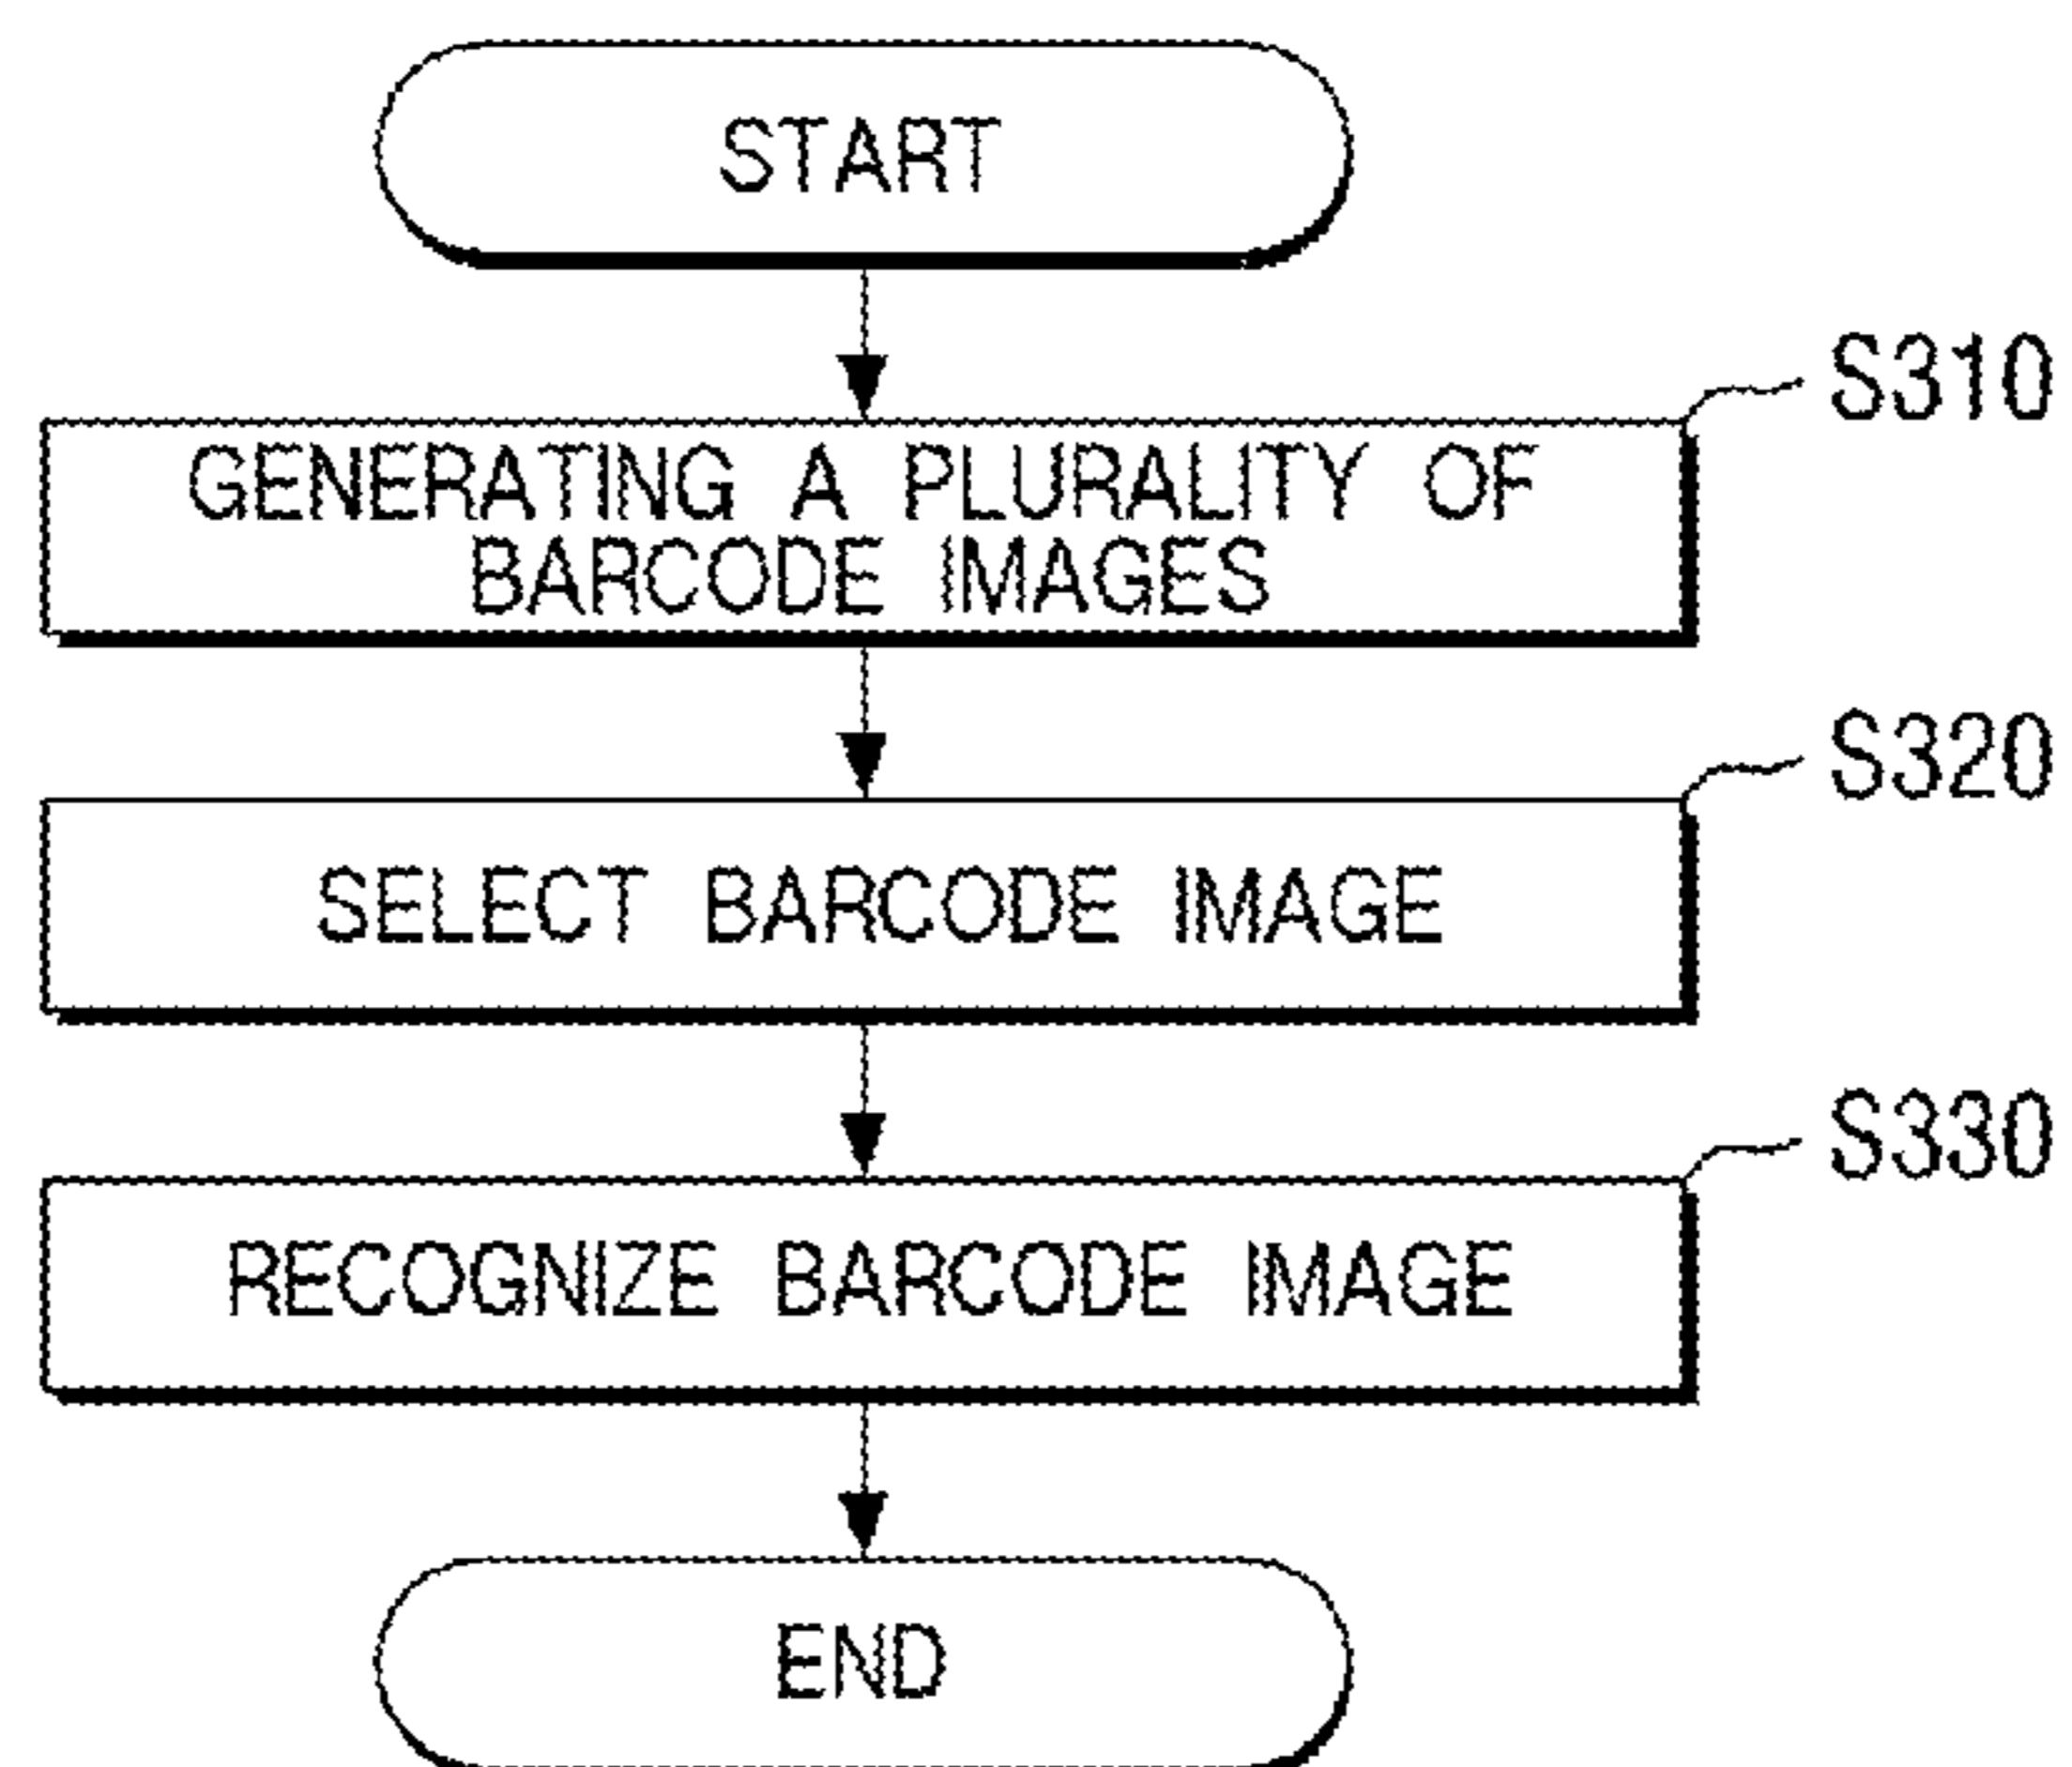 START
S310
GENERATING A PLURALITY OF
BARCODE IMAGES
S320
SELECT BARCODE IMAGE
S330
RECOGNIZE BARCODE IMAGE
END